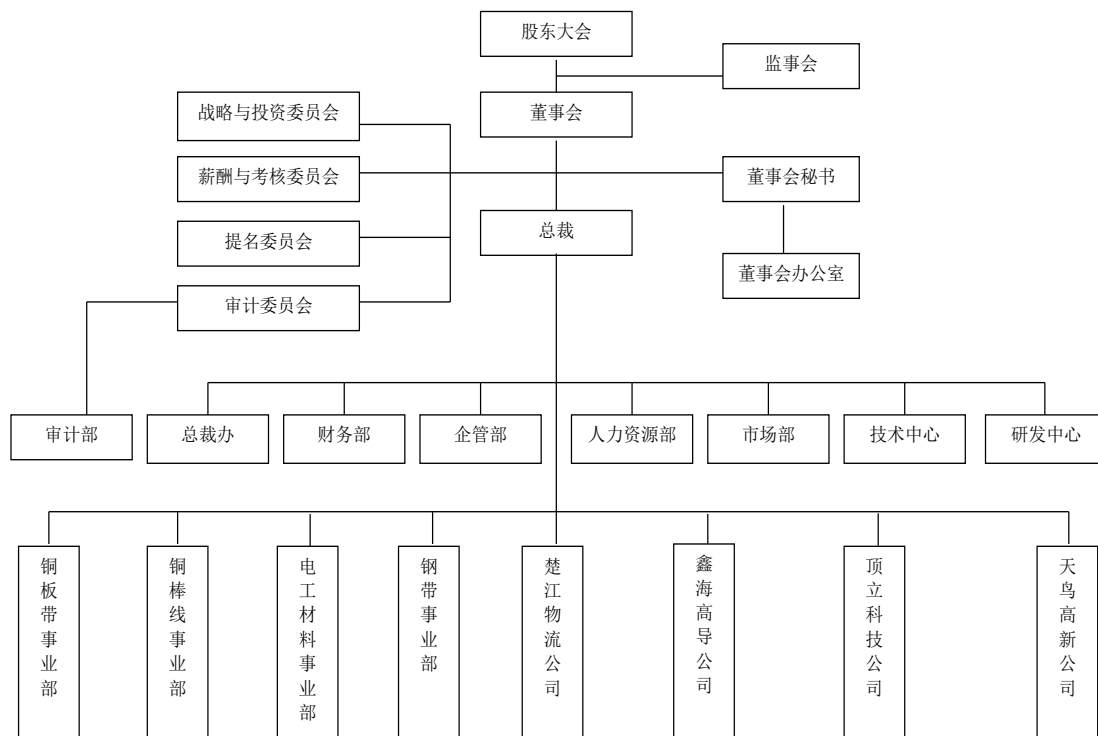 股东大会
监事会
战略与投资委员会
董事会
薪酬与考核委员会
董事会秘书
提名委员会
总裁
董事会办公室
审计委员会
审计部
总裁办
财务部
企管部
人力资源部
市场部
技术中心
研发中心
铜板带事业部
铜棒线事业部
电工材料事业部
钢带事业部
楚江物流公司
鑫海高导公司
顶立科技公司
天鸟高新公司